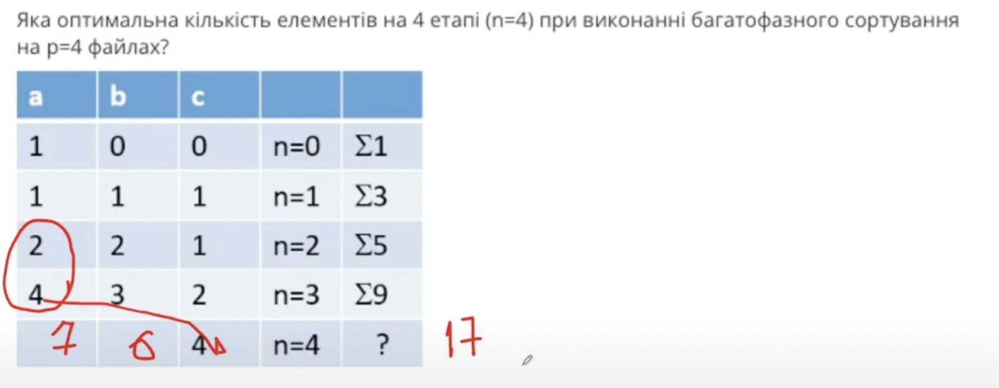 Яка оптимальна кількість елементів на 4 етапі (n=4) при виконанні багатофазного сортування
на p=4 файлах?
a b c
1 0 0 n=0 Σ1
1 1 1 n=1 Σ3
2 2 1 n=2 Σ5
4 3 2 n=3 Σ9
7 6 4 n=4 ? 17